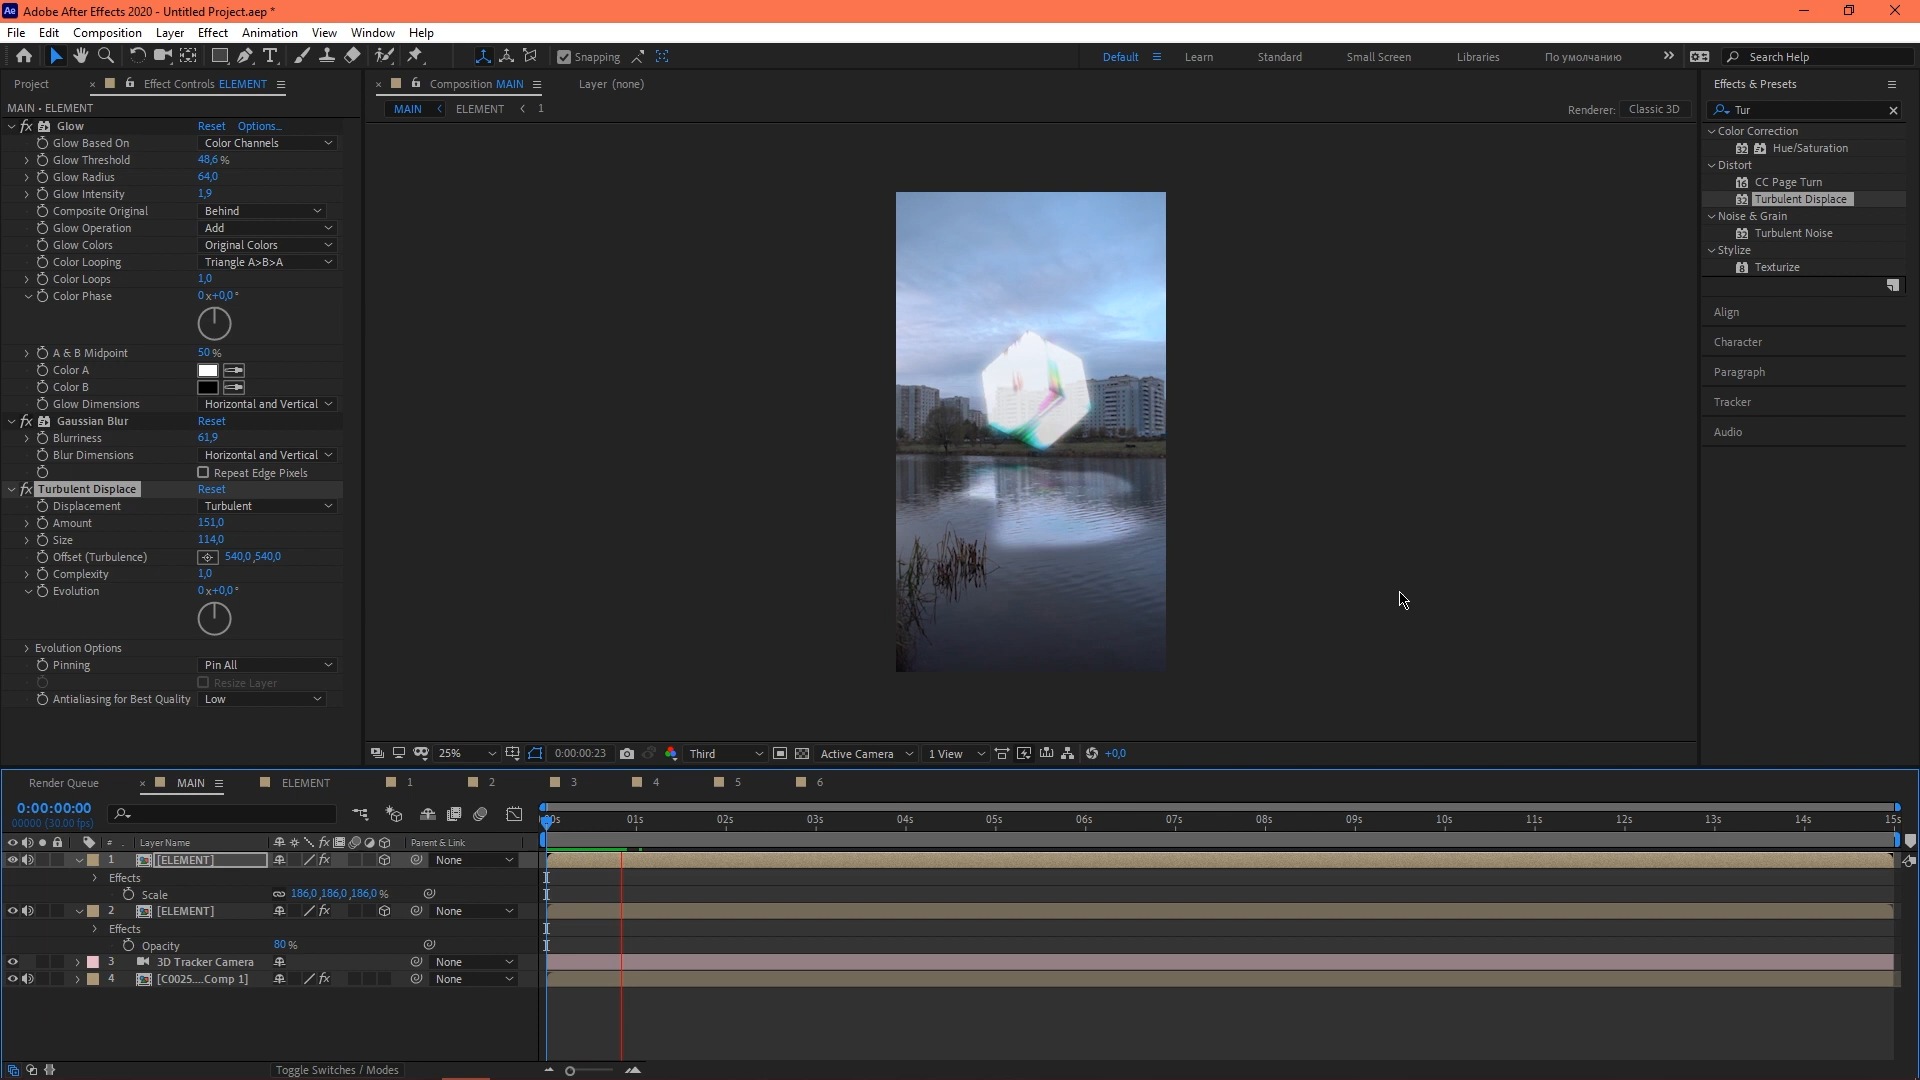 Ae Adobe After Effects 2020 - Untitled Project.aep *
File Edit Composition Layer Effect Animation View Window Help
Snapping Default Learn Standard Small Screen Libraries По умолчанию Search Help
Project Effect Controls ELEMENT
MAIN • ELEMENT
fx Glow Reset Options...
Glow Based On Color Channels
Glow Threshold 48,6 %
Glow Radius 64,0
Glow Intensity 1,9
Composite Original Behind
Glow Operation Add
Glow Colors Original Colors
Color Looping Triangle A>B>A
Color Loops 1,0
Color Phase 0x+0,0°
A & B Midpoint 50 %
Color A
Color B
Glow Dimensions Horizontal and Vertical
fx Gaussian Blur Reset
Blurriness 61,9
Blur Dimensions Horizontal and Vertical
Repeat Edge Pixels
fx Turbulent Displace Reset
Displacement Turbulent
Amount 151,0
Size 114,0
Offset (Turbulence) 540,0,540,0
Complexity 1,0
Evolution 0x+0,0°
Evolution Options
Pinning Pin All
Resize Layer
Antialiasing for Best Quality Low
Composition MAIN Layer (none)
MAIN ELEMENT 1
Renderer: Classic 3D
25% 0:00:00:23 Third Active Camera 1 View +0,0
Effects & Presets
Tur
Color Correction
32 Hue/Saturation
Distort
16 CC Page Turn
32 Turbulent Displace
Noise & Grain
32 Turbulent Noise
Stylize
8 Texturize
Align
Character
Paragraph
Tracker
Audio
Render Queue MAIN ELEMENT 1 2 3 4 5 6
0:00:00:00
00000 (30.00 fps)
00s 01s 02s 03s 04s 05s 06s 07s 08s 09s 10s 11s 12s 13s 14s 15s
# Layer Name fx Parent & Link
1 [ELEMENT] fx None
Effects
Scale 186,0,186,0,186,0 %
2 [ELEMENT] fx None
Effects
Opacity 80 %
3 3D Tracker Camera None
4 [C0025....Comp 1] fx None
Toggle Switches / Modes